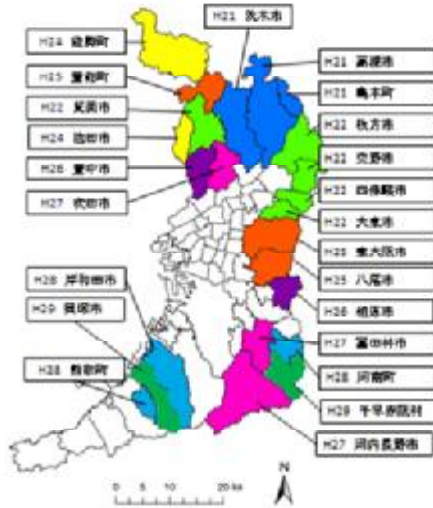 H21 茨木市
H24 能勢町
H25 豊能町
H22 箕面市
H24 池田市
H26 豊中市
H27 吹田市
H21 高槻市
H21 島本町
H22 枚方市
H22 交野市
H23 四條畷市
H22 大東市
H25 東大阪市
H25 八尾市
H26 柏原市
H27 富田林市
H28 河南町
H29 千早赤阪村
H27 河内長野市
H28 岸和田市
H29 貝塚市
H28 熊取町
N
0 5 10 20 km